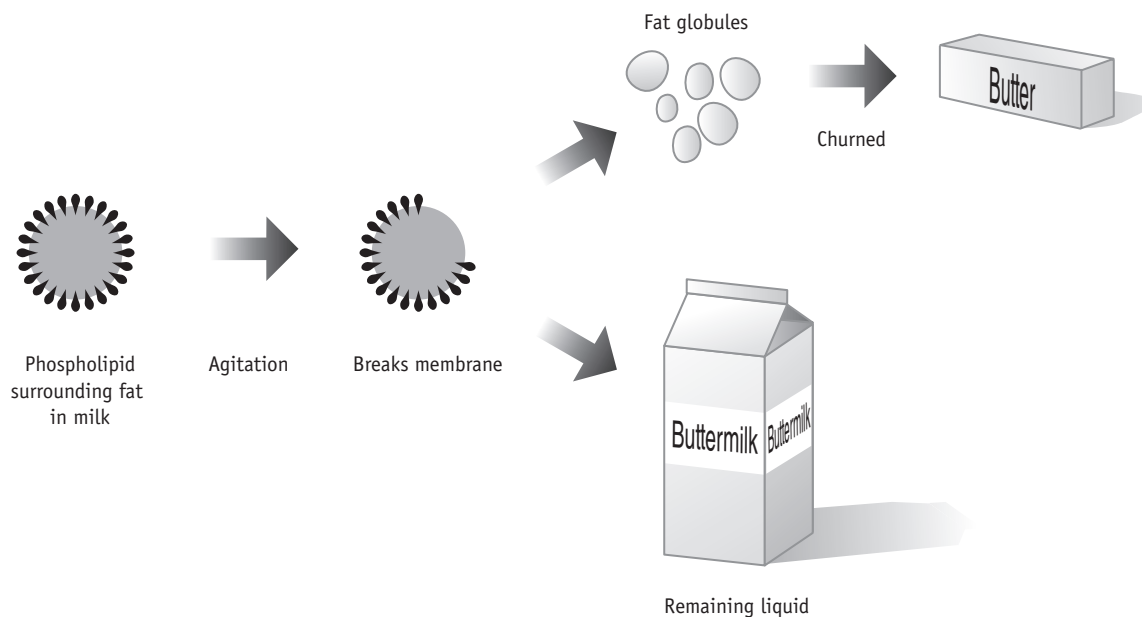 Fat globules
Butter
Churned
Phospholipid
surrounding fat
in milk
Agitation
Breaks membrane
Buttermilk
Buttermilk
Remaining liquid